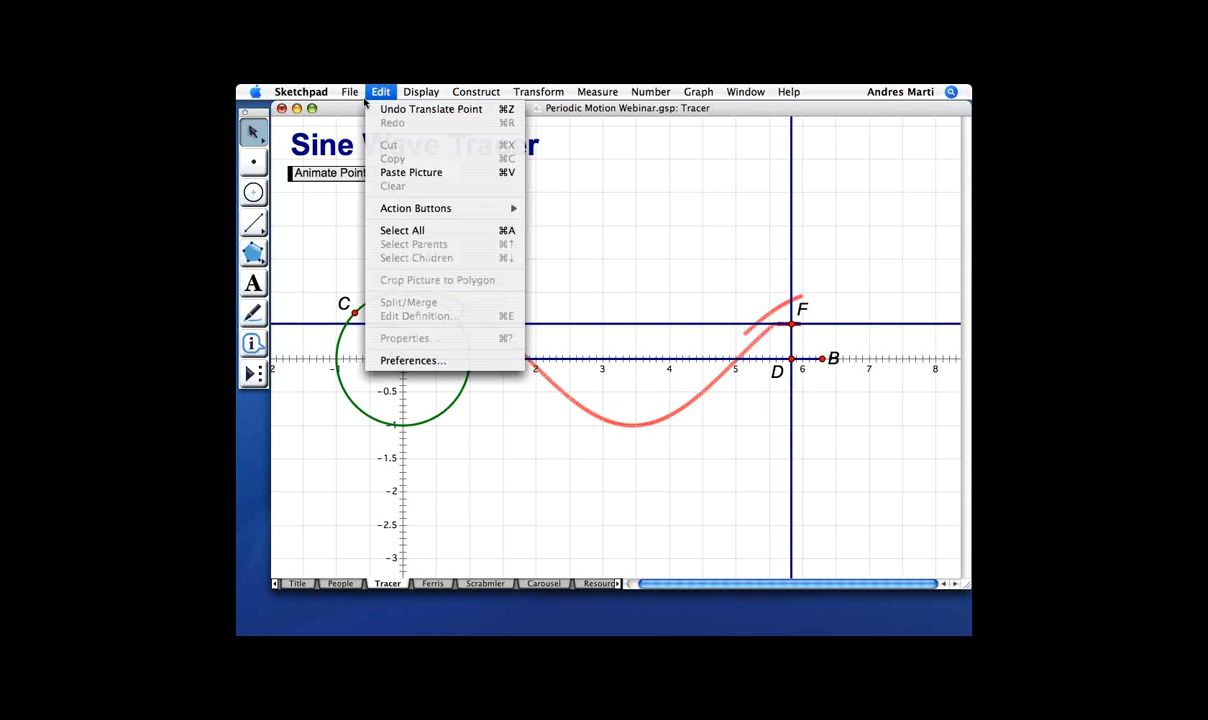 Sketchpad File Edit Display Construct Transform Measure Number Graph Window Help Andres Marti
Periodic Motion Webinar.gsp: Tracer
Sine Wave Tracer
Animate Point
Undo Translate Point ⌘Z
Redo ⌘R
Cut ⌘X
Copy ⌘C
Paste Picture ⌘V
Clear
Action Buttons
Select All ⌘A
Select Parents ⌘↑
Select Children ⌘↓
Crop Picture to Polygon
Split/Merge
Edit Definition... ⌘E
Properties... ⌘?
Preferences...
A
C
F
B
D
2 -1 2 3 4 5 6 7 8
-0.5
-1
-1.5
-2
-2.5
-3
Title People Tracer Ferris Scrabmler Carousel Resourc